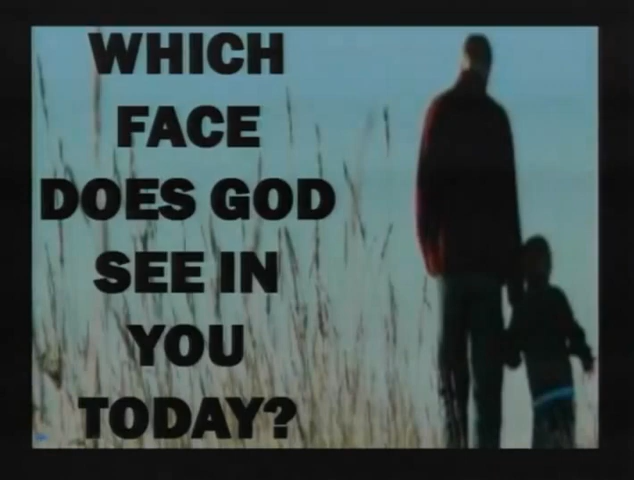 WHICH
FACE
DOES GOD
SEE IN
YOU
TODAY?